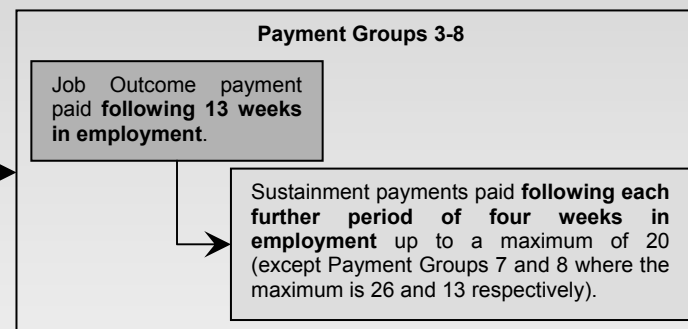 Payment Groups 3-8
Job Outcome payment
paid following 13 weeks
in employment.
Sustainment payments paid following each
further period of four weeks in
employment up to a maximum of 20
(except Payment Groups 7 and 8 where the
maximum is 26 and 13 respectively).